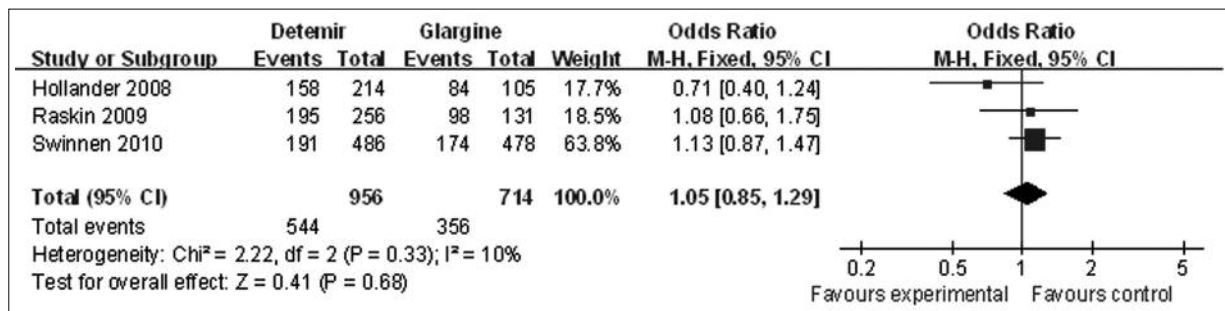 Detemir Glargine Odds Ratio Odds Ratio
Study or Subgroup Events Total Events Total Weight M-H, Fixed, 95% CI M-H, Fixed, 95% CI
Hollander 2008 158 214 84 105 17.7% 0.71 [0.40, 1.24]
Raskin 2009 195 256 98 131 18.5% 1.08 [0.66, 1.75]
Swinnen 2010 191 486 174 478 63.8% 1.13 [0.87, 1.47]
Total (95% CI) 956 714 100.0% 1.05 [0.85, 1.29]
Total events 544 356
Heterogeneity: Chi² = 2.22, df = 2 (P = 0.33); I² = 10%
Test for overall effect: Z = 0.41 (P = 0.68)
0.2 0.5 1 2 5
Favours experimental Favours control